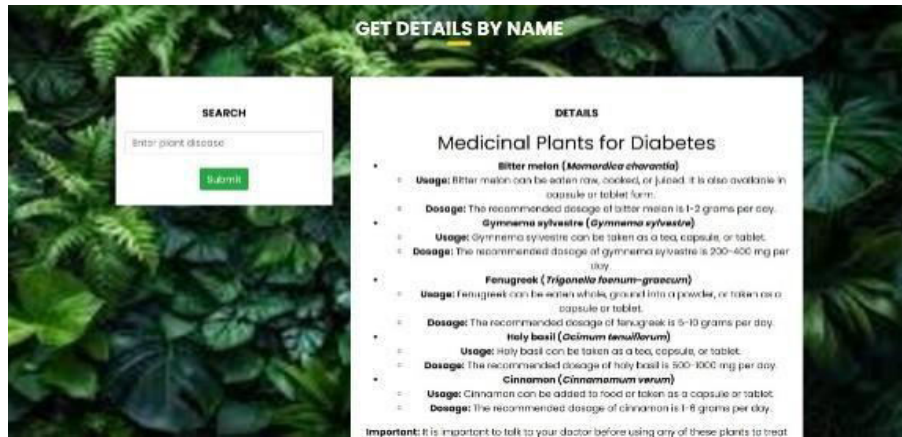 GET DETAILS BY NAME
SEARCH
Enter plant disease
Submit
DETAILS
Medicinal Plants for Diabetes
• Bitter melon (Momordica charantia)
○ Usage: Bitter melon can be eaten raw, cooked, or juiced. It is also available in
capsule or tablet form.
○ Dosage: The recommended dosage of bitter melon is 1-2 grams per day.
• Gymnema sylvestre (Gymnema sylvestre)
○ Usage: Gymnema sylvestre can be taken as a tea, capsule, or tablet.
○ Dosage: The recommended dosage of gymnema sylvestre is 200-400 mg per
day.
• Fenugreek (Trigonella foenum-graecum)
○ Usage: Fenugreek can be eaten whole, ground into a powder, or taken as a
capsule or tablet.
○ Dosage: The recommended dosage of fenugreek is 5-10 grams per day.
• Holy basil (Ocimum tenuiflorum)
○ Usage: Holy basil can be taken as a tea, capsule, or tablet.
○ Dosage: The recommended dosage of holy basil is 500-1000 mg per day.
• Cinnamon (Cinnamomum verum)
○ Usage: Cinnamon can be added to food or taken as a capsule or tablet.
○ Dosage: The recommended dosage of cinnamon is 1-6 grams per day.
Important: It is important to talk to your doctor before using any of these plants to treat